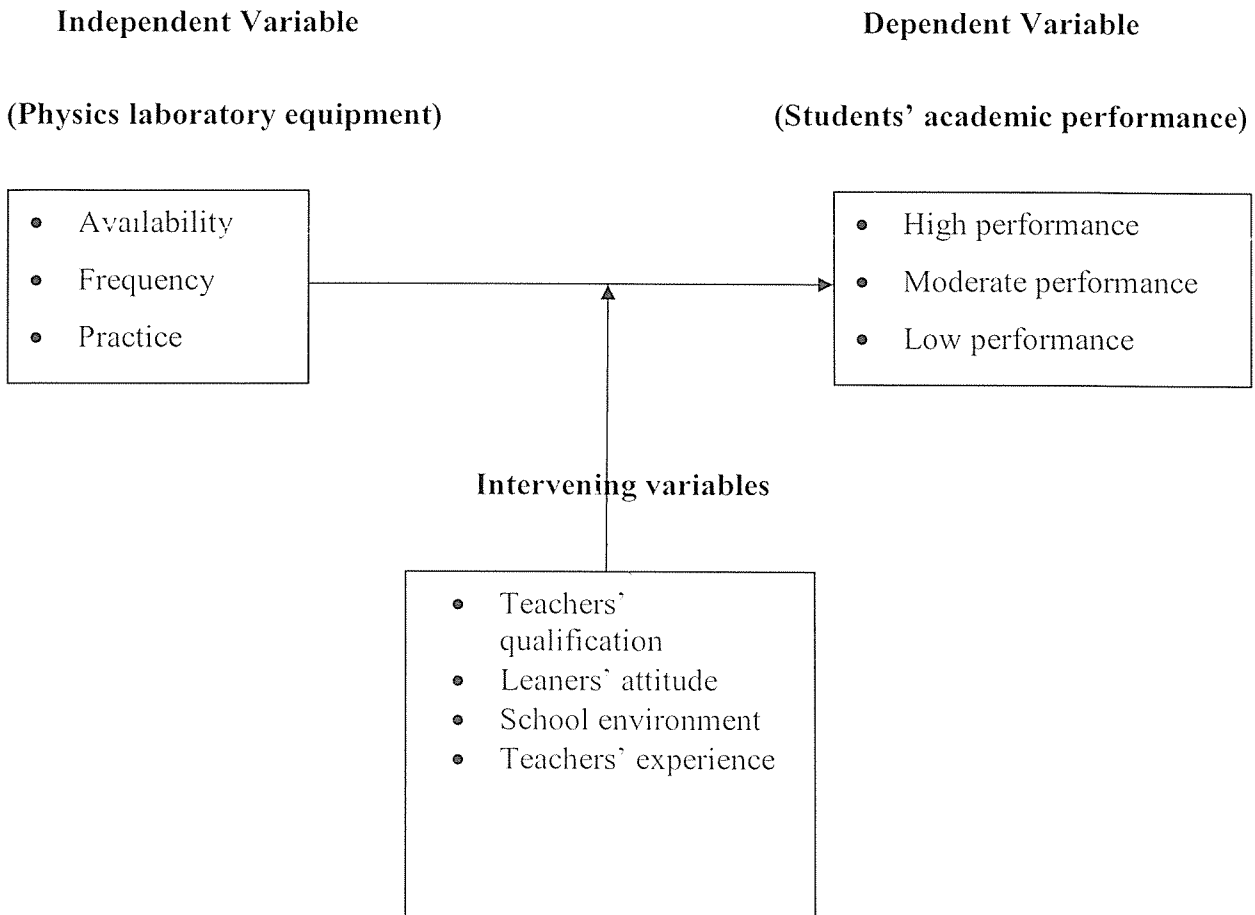 Independent Variable
Dependent Variable
(Physics laboratory equipment)
(Students’ academic performance)
• Availability
• Frequency
• Practice
• High performance
• Moderate performance
• Low performance
Intervening variables
• Teachers’
qualification
• Leaners’ attitude
• School environment
• Teachers’ experience